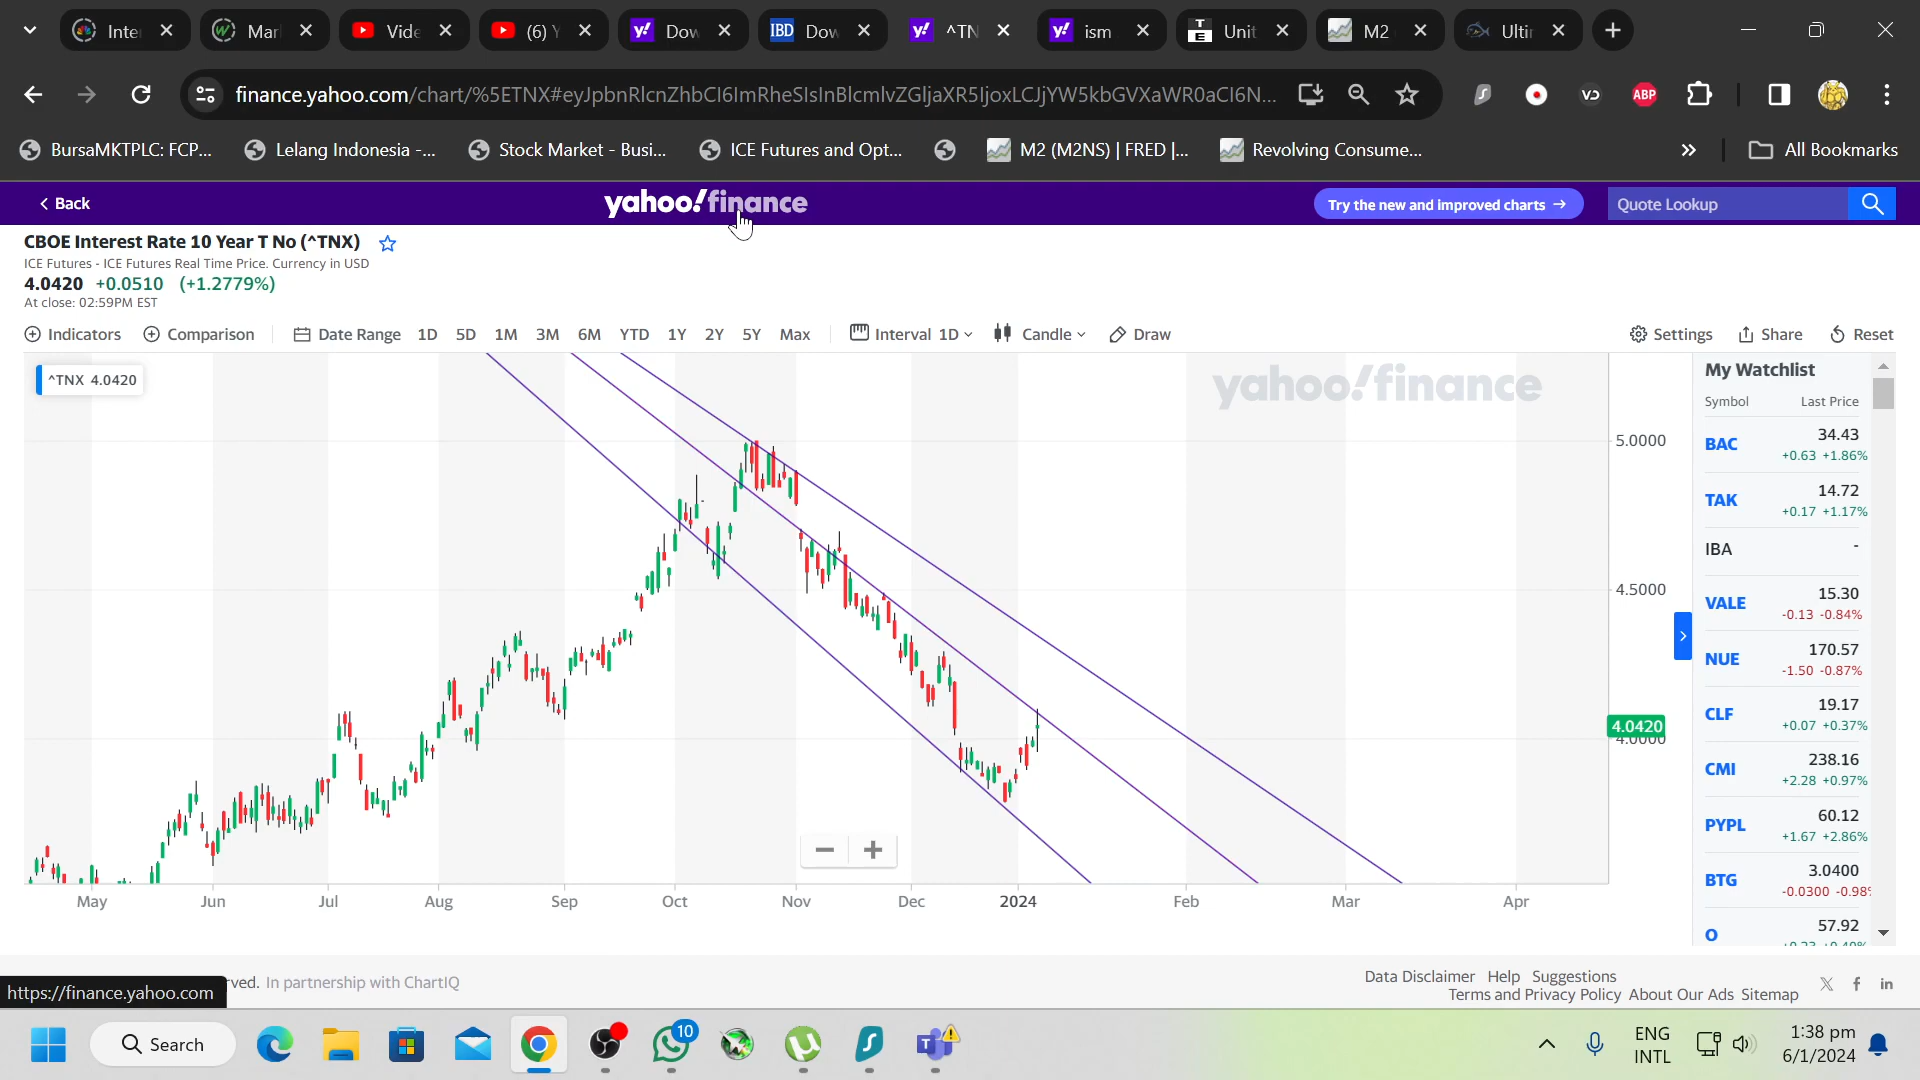 Inte
Mar
Vide
(6) Y
Dow
IBD Dow
^TN
ism
TE Unit
M2
Ultir
finance.yahoo.com/chart/%5ETNX#eyJpbnRlcnZhbCI6ImRheSIsInBlcmlvZGljaXR5IjoxLCJjYW5kbGVXaWR0aCI6N...
VD
ABP
BursaMKTPLC: FCP...
Lelang Indonesia -...
Stock Market - Busi...
ICE Futures and Opt...
M2 (M2NS) | FRED |...
Revolving Consume...
All Bookmarks
Back
yahoo!finance
Try the new and improved charts →
Quote Lookup
CBOE Interest Rate 10 Year T No (^TNX)
ICE Futures - ICE Futures Real Time Price. Currency in USD
4.0420 +0.0510 (+1.2779%)
At close: 02:59PM EST
Indicators Comparison Date Range 1D 5D 1M 3M 6M YTD 1Y 2Y 5Y Max Interval 1D Candle Draw Settings Share Reset
^TNX 4.0420
yahoo!finance
5.0000
4.5000
4.0420
4.0000
May Jun Jul Aug Sep Oct Nov Dec 2024 Feb Mar Apr
My Watchlist
Symbol Last Price
BAC 34.43
+0.63 +1.86%
TAK 14.72
+0.17 +1.17%
IBA -
VALE 15.30
-0.13 -0.84%
NUE 170.57
-1.50 -0.87%
CLF 19.17
+0.07 +0.37%
CMI 238.16
+2.28 +0.97%
PYPL 60.12
+1.67 +2.86%
BTG 3.0400
-0.0300 -0.98%
O 57.92
https://finance.yahoo.com
rved. In partnership with ChartIQ
Data Disclaimer Help Suggestions
Terms and Privacy Policy About Our Ads Sitemap
Search
10
ENG
INTL
1:38 pm
6/1/2024